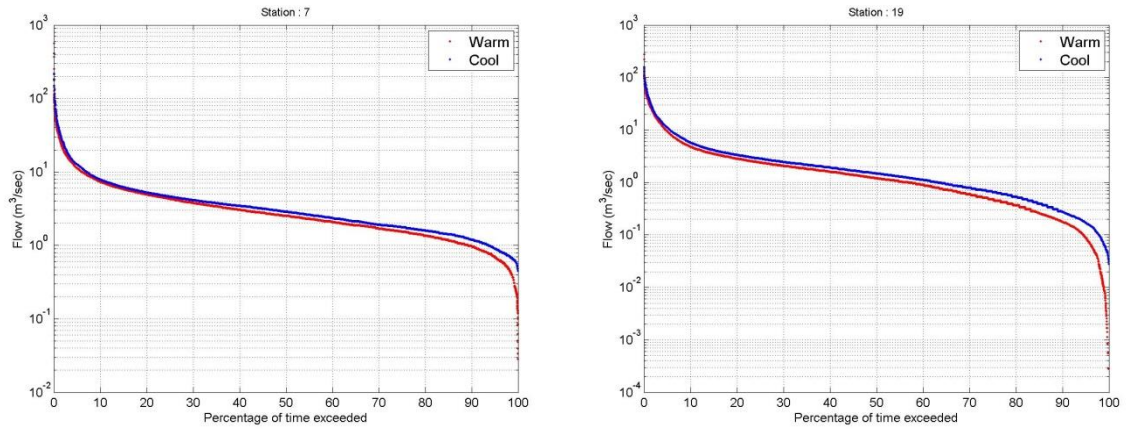 Station : 7
10^3
10^2
10^1
10^0
10^-1
10^-2
Flow (m^3/sec)
0 10 20 30 40 50 60 70 80 90 100
Percentage of time exceeded
Warm
Cool
Station : 19
10^3
10^2
10^1
10^0
10^-1
10^-2
10^-3
10^-4
Flow (m^3/sec)
0 10 20 30 40 50 60 70 80 90 100
Percentage of time exceeded
Warm
Cool